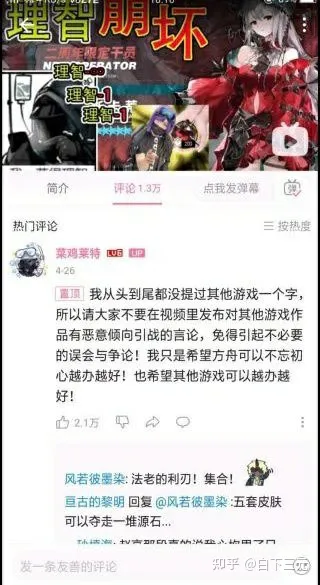 理智崩坏
二周年限定干员
理智
理智-1
理智-1
简介
评论 1.3万
点我发弹幕
弹
热门评论
按热度
菜鸡莱特 LV6 UP
4-26
置顶 我从头到尾都没提过其他游戏一个字，
所以请大家不要在视频里发布对其他游戏作
品有恶意倾向引战的言论，免得引起不必要
的误会与争论！我只是希望方舟可以不忘初
心越办越好！也希望其他游戏可以越办越
好！
2.1万
风若彼墨染: 法老的利刃！集合！
亘古的黎明 回复 @风若彼墨染 :五套皮肤
可以夺走一堆源石...
发一条友善的评论
知乎 @白下三